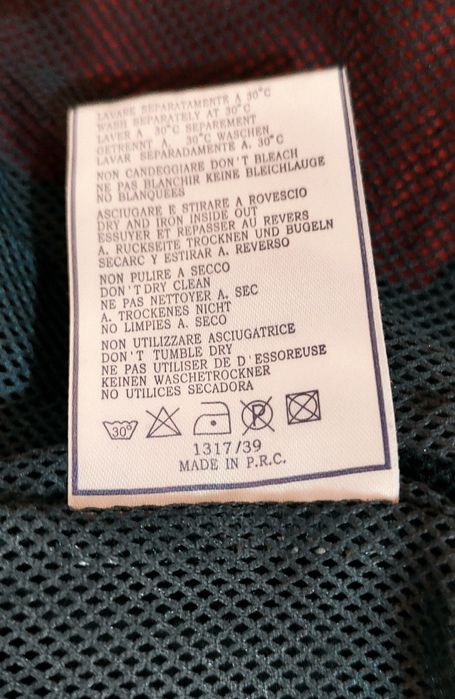 LAVARE SEPARATAMENTE A 30°C
WASH SEPARATELY AT 30°C
LAVER A. 30°C SEPAREMENT
GETRENNT A. 30°C WASCHEN
LAVAR SEPARADAMENTE A. 30°C
NON CANDEGGIARE DON'T BLEACH
NE PAS BLANCHIR KEINE BLEICHLAUGE
NO BLANQUEES
ASCIUGARE E STIRARE A ROVESCIO
DRY AND IRON INSIDE OUT
ESSUYER ET REPASSER AU REVERS
A. RUCKSEITE TROCKNEN UND BUGELN
SECARC Y ESTIRAR A. REVERSO
NON PULIRE A SECCO
DON'T DRY CLEAN
NE PAS NETTOYER A. SEC
A. TROCKENES NICHT
NO LIMPIES A. SECO
NON UTILIZZARE ASCIUGATRICE
DON'T TUMBLE DRY
NE PAS UTILISER DE D'ESSOREUSE
KEINEN WASCHETROCKNER
NO UTILICES SECADORA
30° P
1317/39
MADE IN P.R.C.